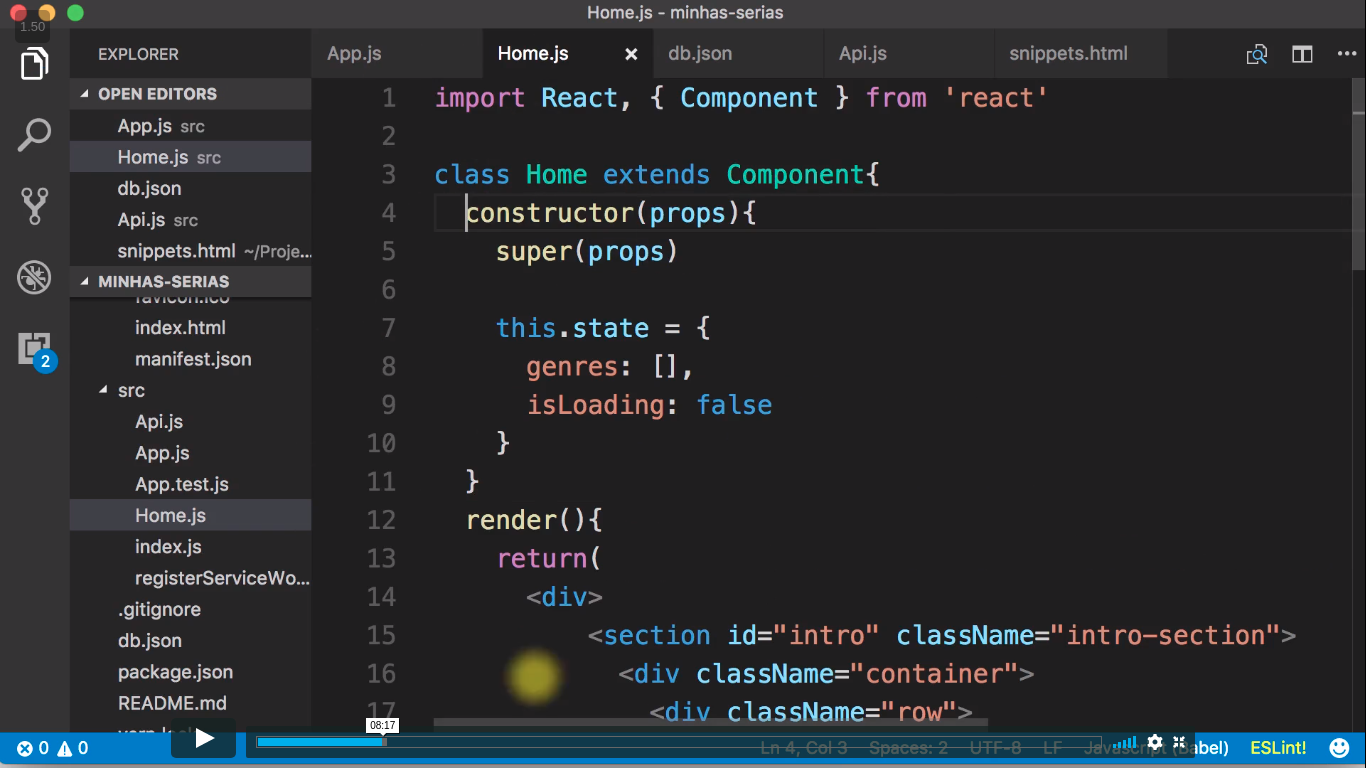 Home.js - minhas-serias
1.50
EXPLORER
OPEN EDITORS
App.js src
Home.js src
db.json
Api.js src
snippets.html ~/Proje...
MINHAS-SERIAS
favicon.ico
index.html
manifest.json
src
Api.js
App.js
App.test.js
Home.js
index.js
registerServiceWo...
.gitignore
db.json
package.json
README.md
2
App.js Home.js db.json Api.js snippets.html
1 import React, { Component } from 'react'
2
3 class Home extends Component{
4 constructor(props){
5 super(props)
6
7 this.state = {
8 genres: [],
9 isLoading: false
10 }
11 }
12 render(){
13 return(
14 <div>
15 <section id="intro" className="intro-section">
16 <div className="container">
17 <div className="row">
08:17
0 0
Ln 4, Col 3 Spaces: 2 UTF-8 LF Javascript (Babel) ESLint!